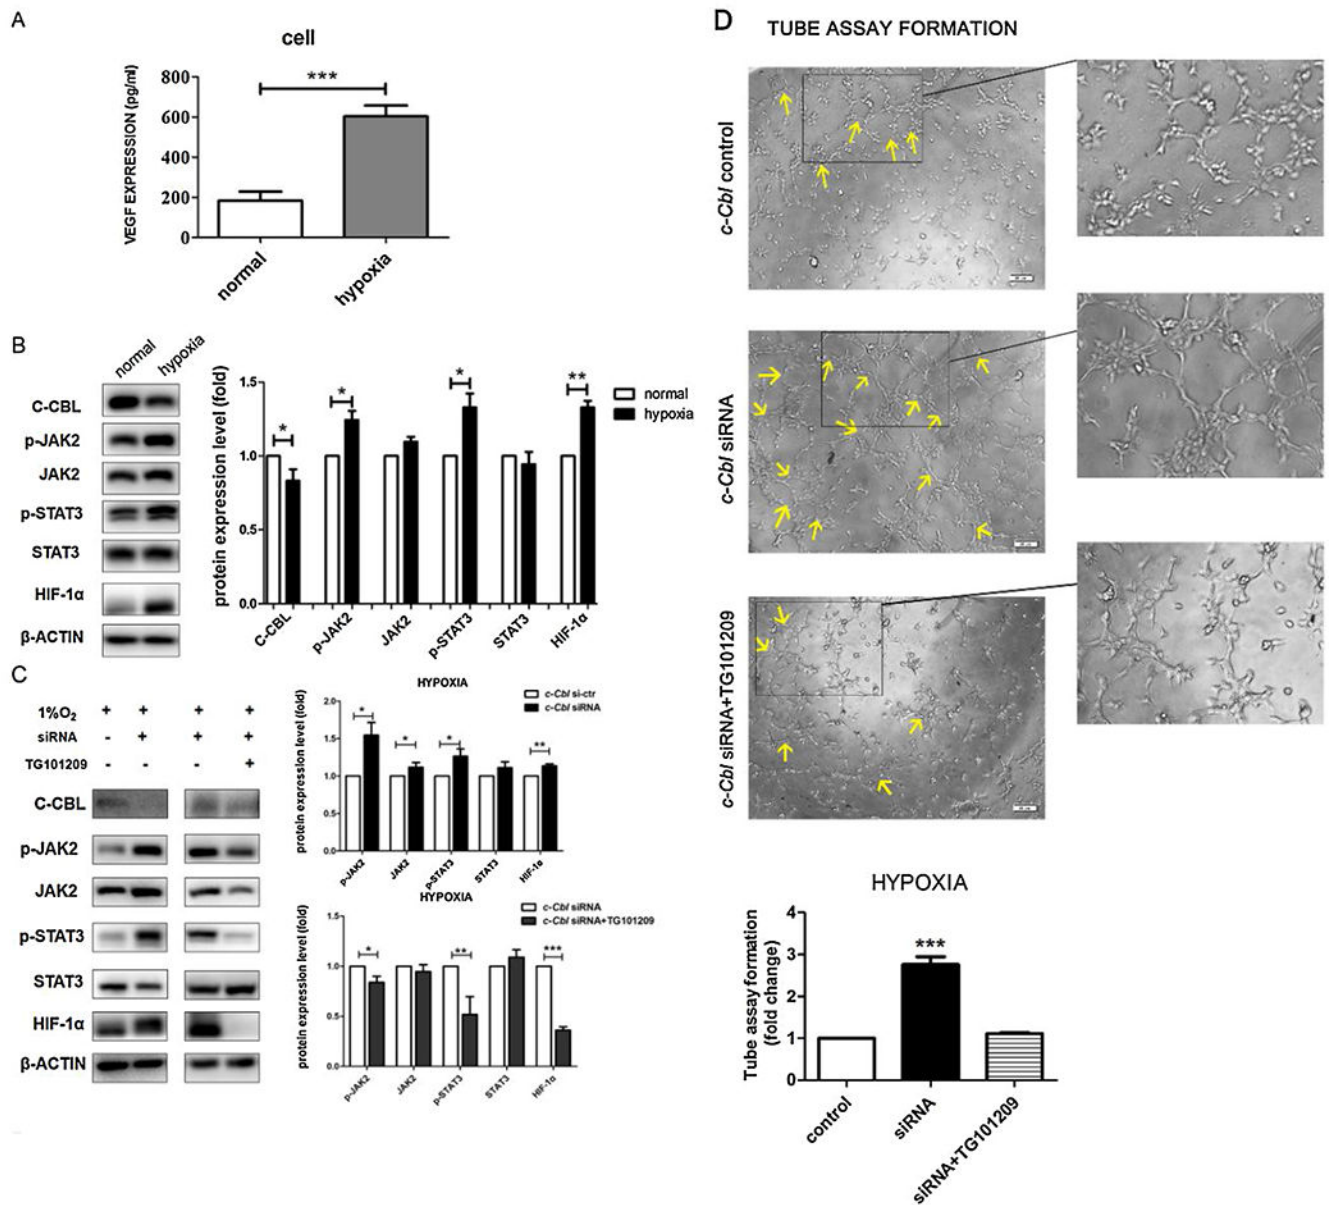 A
cell
***
VEGF EXPRESSION (pg/ml)
800
600
400
200
0
normal
hypoxia
B
normal
hypoxia
C-CBL
p-JAK2
JAK2
p-STAT3
STAT3
HIF-1α
β-ACTIN
protein expression level (fold)
1.5
1.0
0.5
0.0
*
*
*
**
normal
hypoxia
C-CBL
p-JAK2
JAK2
p-STAT3
STAT3
HIF-1α
C
1%O2 + + + +
siRNA - + + +
TG101209 - - - +
C-CBL
p-JAK2
JAK2
p-STAT3
STAT3
HIF-1α
β-ACTIN
HYPOXIA
c-Cbl si-ctr
c-Cbl siRNA
protein expression level (fold)
2.0
1.5
1.0
0.5
0.0
*
*
*
**
p-JAK2
JAK2
p-STAT3
STAT3
HIF-1α
HYPOXIA
c-Cbl siRNA
c-Cbl siRNA+TG101209
protein expression level (fold)
1.5
1.0
0.5
0.0
*
**
***
p-JAK2
JAK2
p-STAT3
STAT3
HIF-1α
D
TUBE ASSAY FORMATION
c-Cbl control
c-Cbl siRNA
c-Cbl siRNA+TG101209
HYPOXIA
Tube assay formation
(fold change)
4
3
2
1
0
***
control
siRNA
siRNA+TG101209